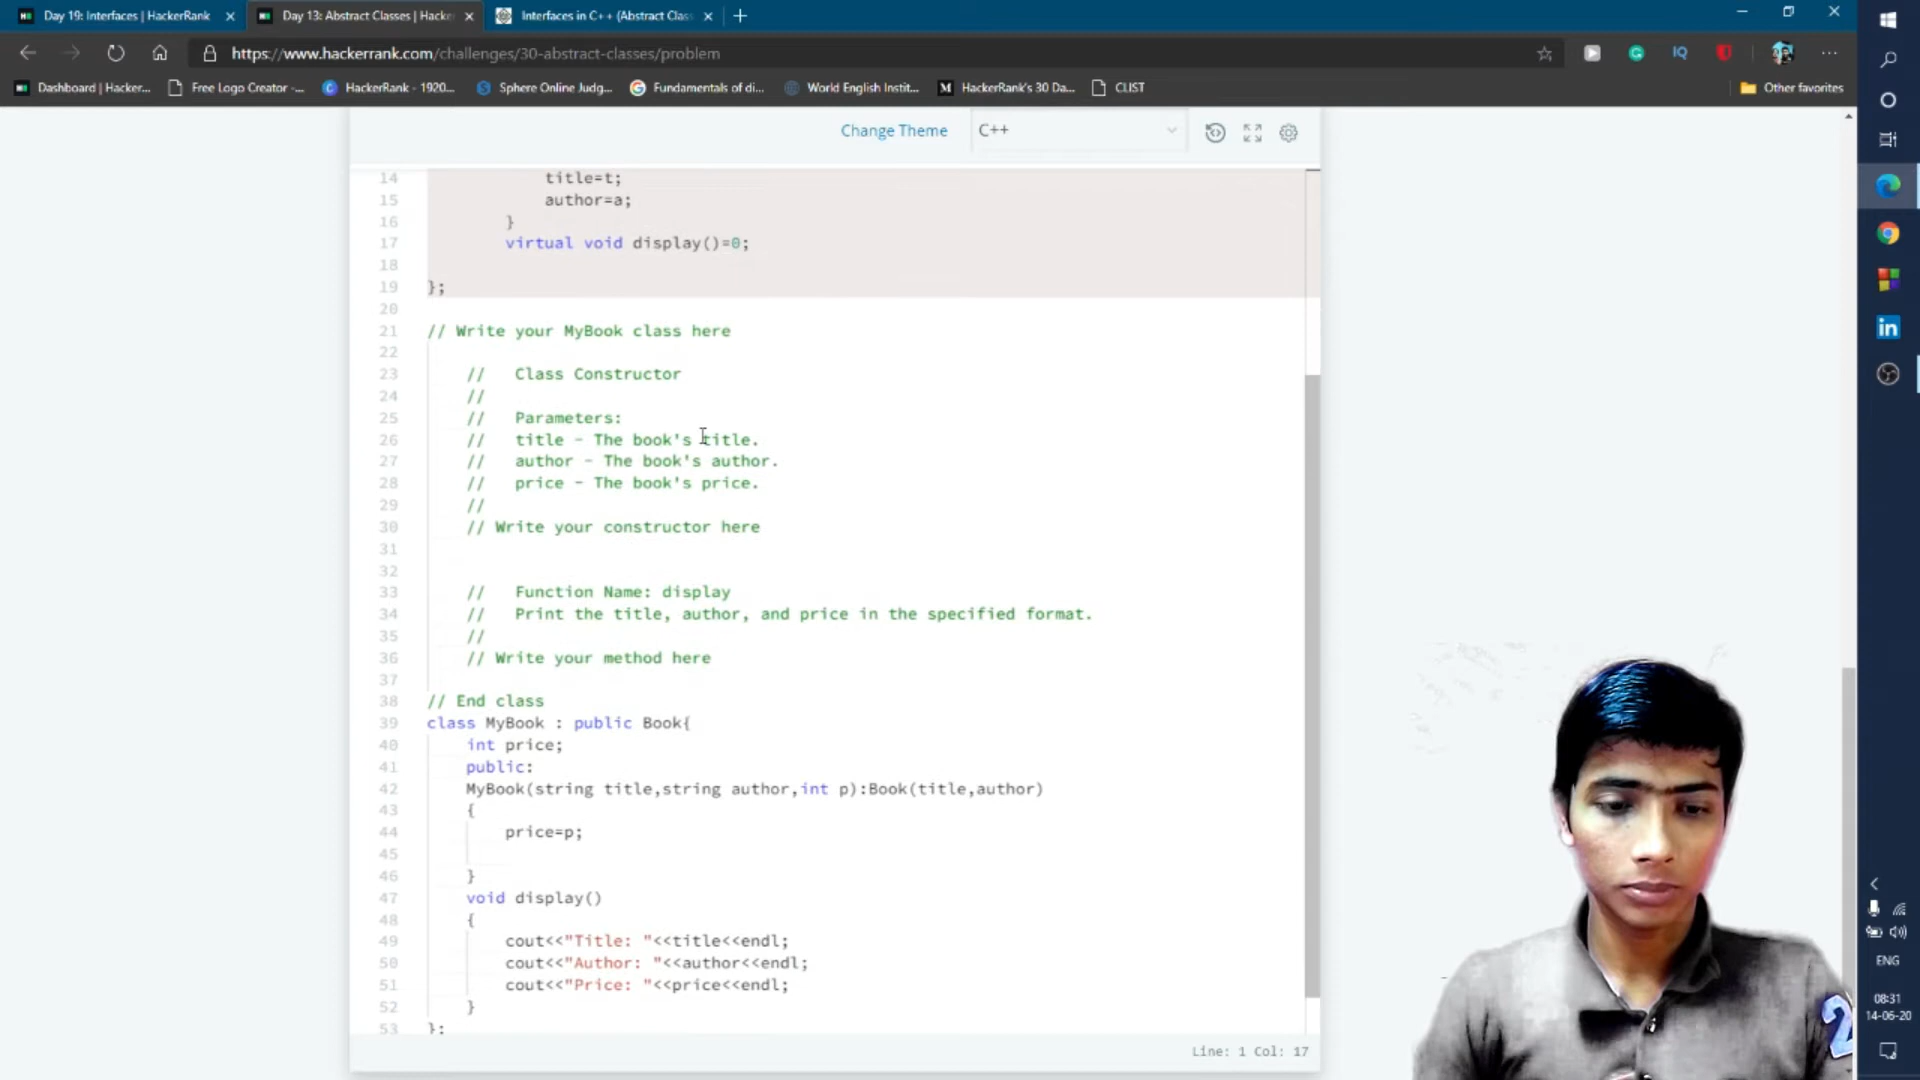 Day 19: Interfaces | HackerRank
Day 13: Abstract Classes | Hacke
Interfaces in C++ (Abstract Clas
https://www.hackerrank.com/challenges/30-abstract-classes/problem
Dashboard | Hacker...
Free Logo Creator -...
HackerRank - 1920...
Sphere Online Judg...
Fundamentals of di...
World English Instit...
HackerRank's 30 Da...
CLIST
Other favorites
Change Theme
C++
14 title=t;
15 author=a;
16 }
17 virtual void display()=0;
18
19 };
20
21 // Write your MyBook class here
22
23 // Class Constructor
24 //
25 // Parameters:
26 // title - The book's title.
27 // author - The book's author.
28 // price - The book's price.
29 //
30 // Write your constructor here
31
32
33 // Function Name: display
34 // Print the title, author, and price in the specified format.
35 //
36 // Write your method here
37
38 // End class
39 class MyBook : public Book{
40 int price;
41 public:
42 MyBook(string title,string author,int p):Book(title,author)
43 {
44 price=p;
45
46 }
47 void display()
48 {
49 cout<<"Title: "<<title<<endl;
50 cout<<"Author: "<<author<<endl;
51 cout<<"Price: "<<price<<endl;
52 }
53 };
Line: 1 Col: 17
IQ
in
M
ENG
08:31
14-06-20
2